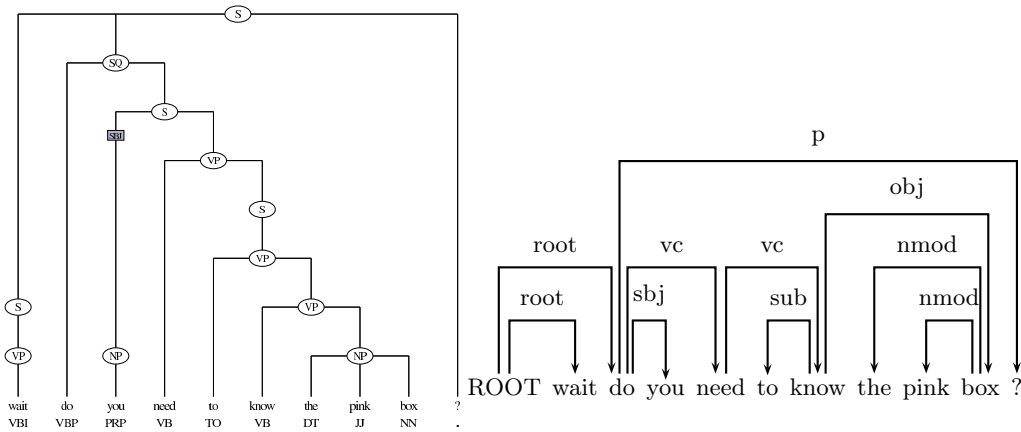 S
SQ
S
SBJ
VP
S
VP
S VP
VP NP NP
wait do you need to know the pink box ?
VBI VBP PRP VB TO VB DT JJ NN .
p
obj
root vc vc nmod
root sbj sub nmod
ROOT wait do you need to know the pink box ?